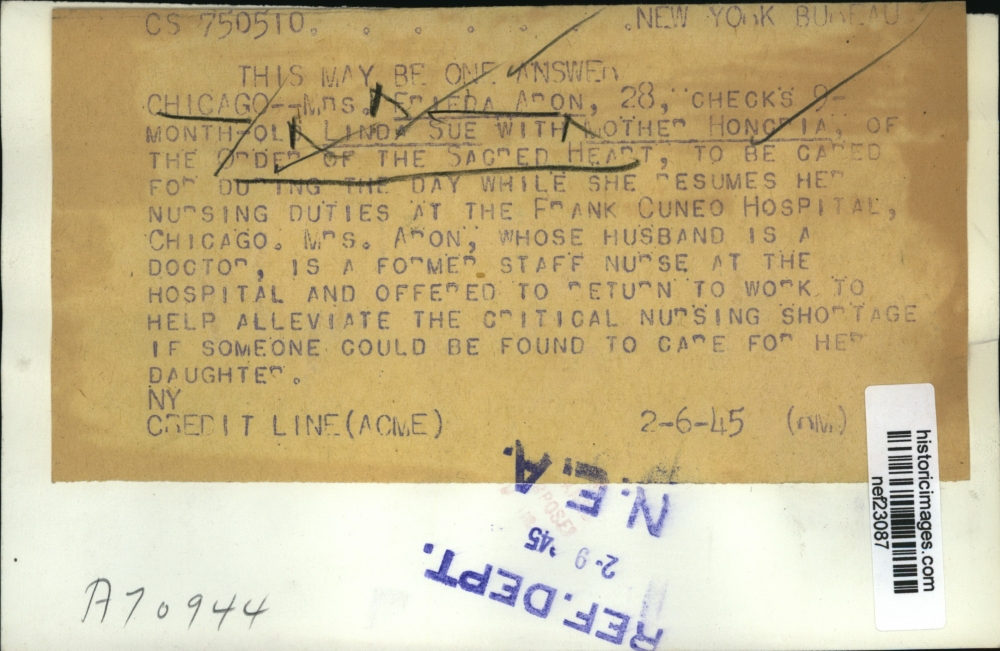 CS 750510. . . . . . .NEW YORK BUREAU
THIS MAY BE ONE ANSWER
CHICAGO--MRS. FRIEDA ARON, 28, CHECKS 9-
MONTH-OLD LINDA SUE WITH MOTHER HONORIA, OF
THE ORDER OF THE SACRED HEART, TO BE CARED
FOR DURING THE DAY WHILE SHE RESUMES HER
NURSING DUTIES AT THE FRANK CUNEO HOSPITAL,
CHICAGO. MRS. ARON, WHOSE HUSBAND IS A
DOCTOR, IS A FORMER STAFF NURSE AT THE
HOSPITAL AND OFFERED TO RETURN TO WORK TO
HELP ALLEVIATE THE CRITICAL NURSING SHORTAGE
IF SOMEONE COULD BE FOUND TO CARE FOR HER
DAUGHTER.
NY
CREDIT LINE(ACME) 2-6-45 (RM)
N.E.A.
2-9 '45
REF.DEPT.
A70944
historicimages.com
nef23087